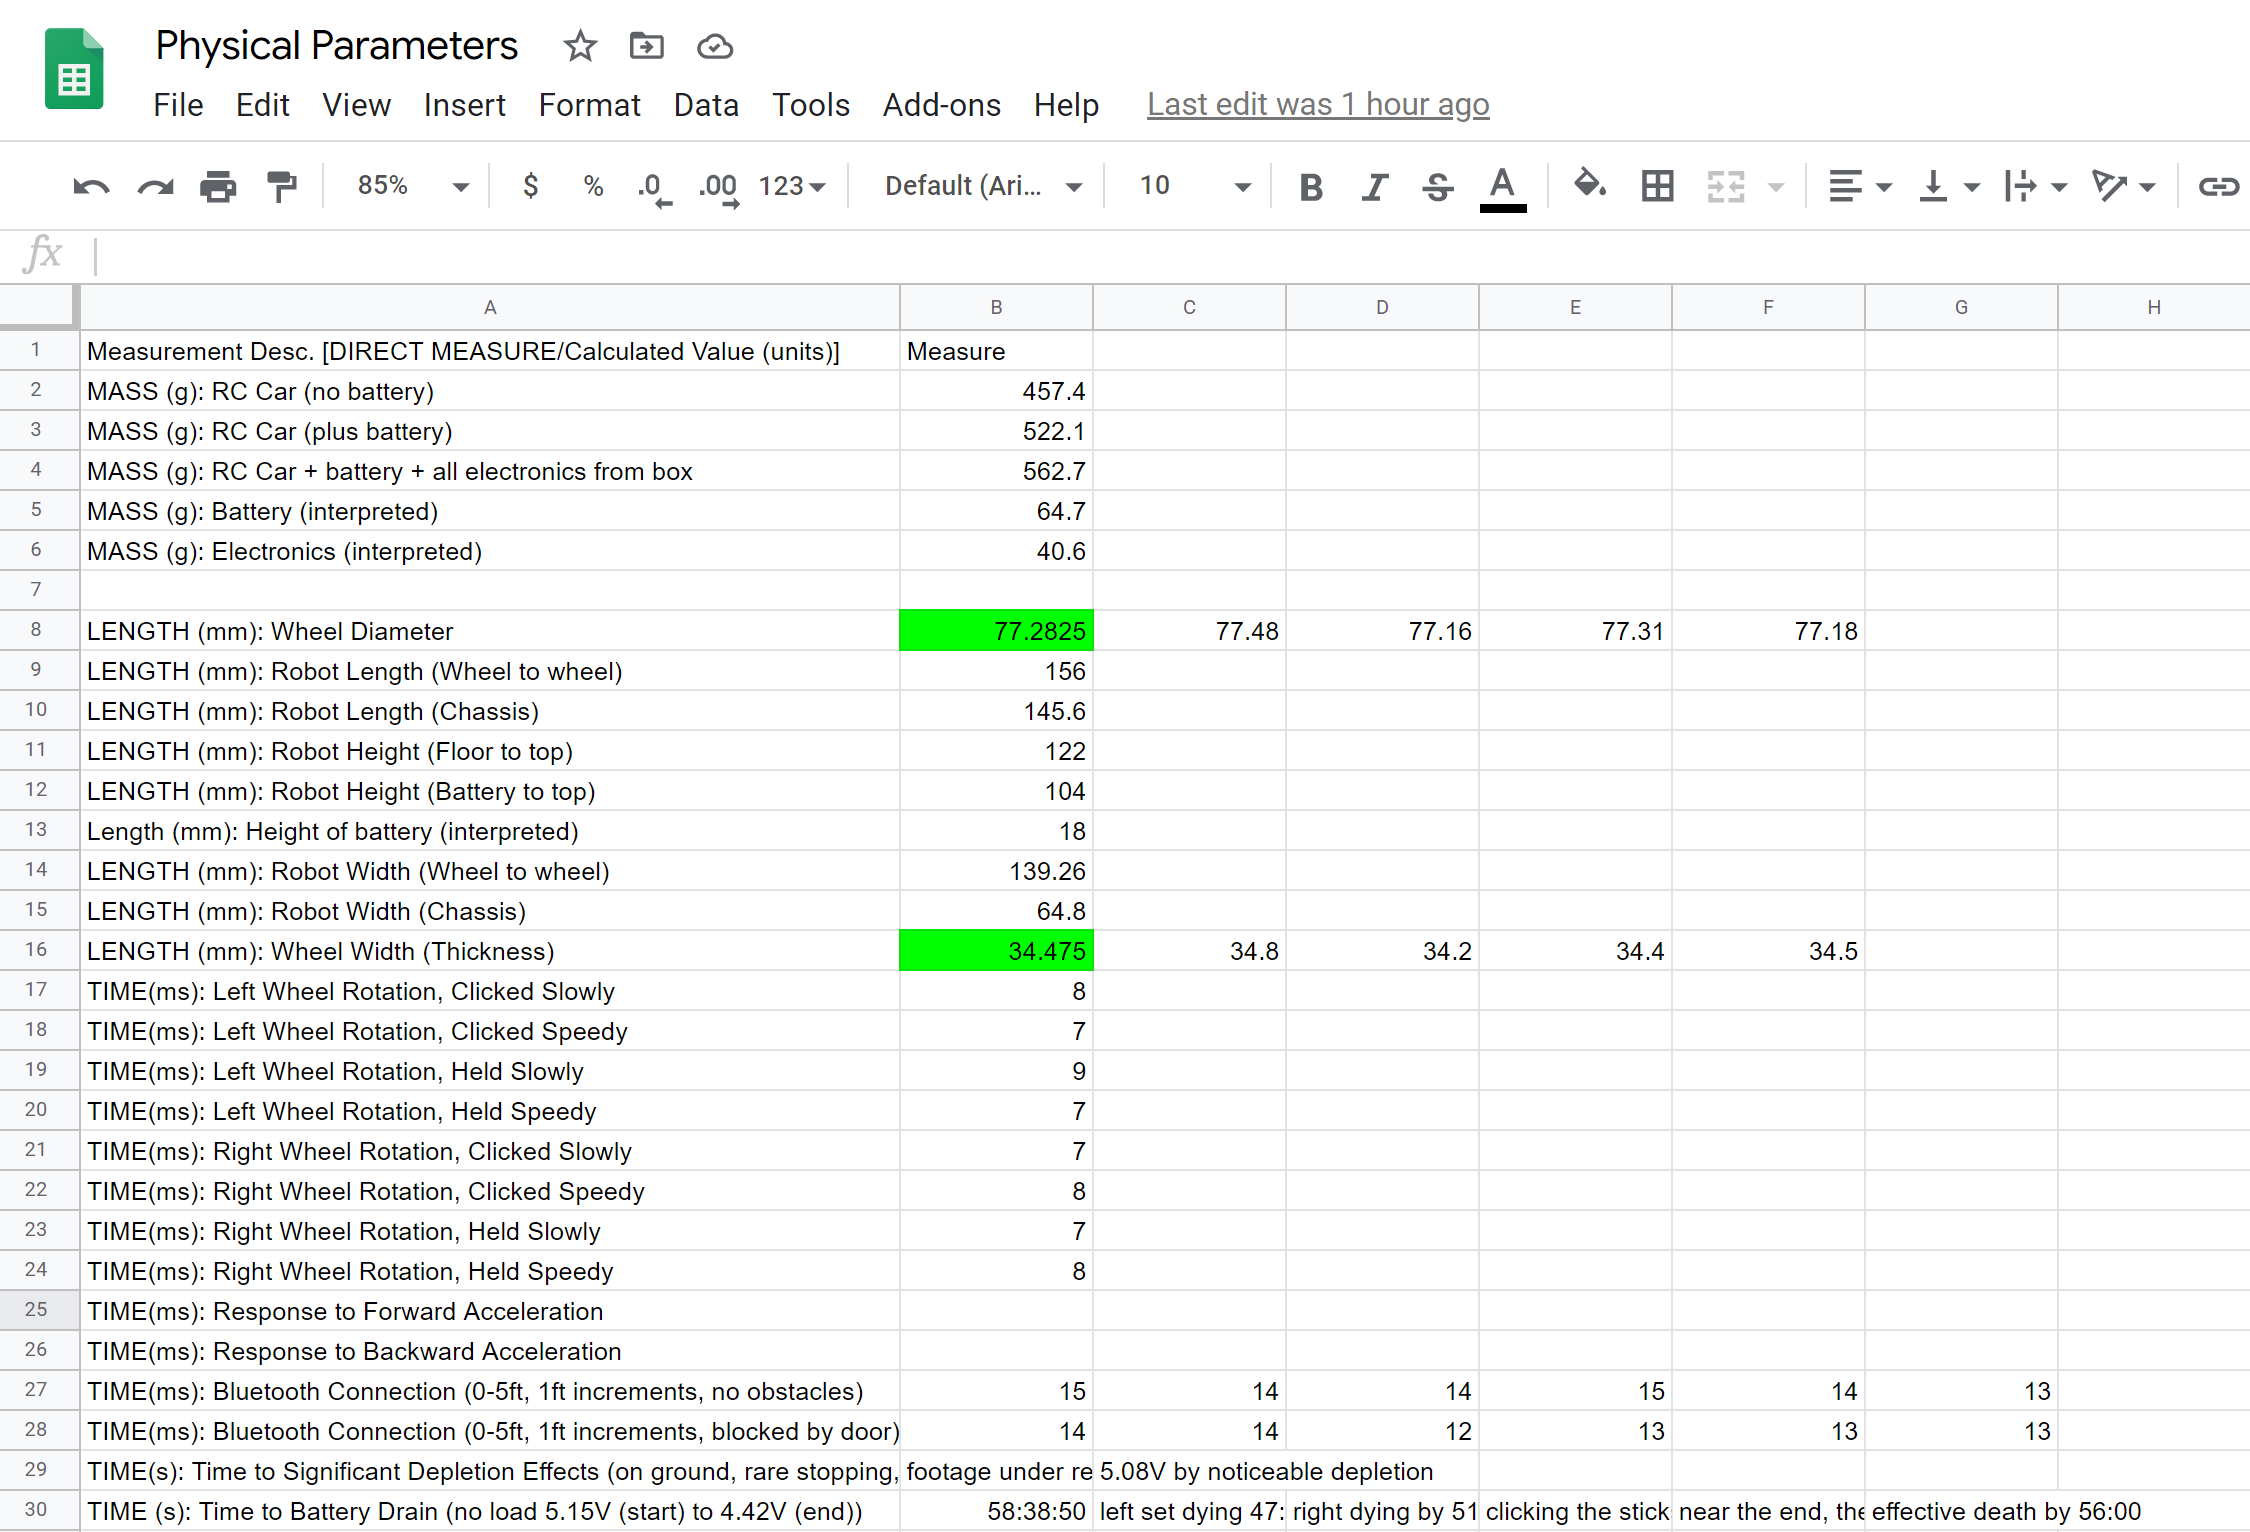 Physical Parameters
File Edit View Insert Format Data Tools Add-ons Help Last edit was 1 hour ago
85% $ % .0 .00 123 Default (Ari... 10 B I S A
fx
A B C D E F G H
1 Measurement Desc. [DIRECT MEASURE/Calculated Value (units)] Measure
2 MASS (g): RC Car (no battery) 457.4
3 MASS (g): RC Car (plus battery) 522.1
4 MASS (g): RC Car + battery + all electronics from box 562.7
5 MASS (g): Battery (interpreted) 64.7
6 MASS (g): Electronics (interpreted) 40.6
7
8 LENGTH (mm): Wheel Diameter 77.2825 77.48 77.16 77.31 77.18
9 LENGTH (mm): Robot Length (Wheel to wheel) 156
10 LENGTH (mm): Robot Length (Chassis) 145.6
11 LENGTH (mm): Robot Height (Floor to top) 122
12 LENGTH (mm): Robot Height (Battery to top) 104
13 Length (mm): Height of battery (interpreted) 18
14 LENGTH (mm): Robot Width (Wheel to wheel) 139.26
15 LENGTH (mm): Robot Width (Chassis) 64.8
16 LENGTH (mm): Wheel Width (Thickness) 34.475 34.8 34.2 34.4 34.5
17 TIME(ms): Left Wheel Rotation, Clicked Slowly 8
18 TIME(ms): Left Wheel Rotation, Clicked Speedy 7
19 TIME(ms): Left Wheel Rotation, Held Slowly 9
20 TIME(ms): Left Wheel Rotation, Held Speedy 7
21 TIME(ms): Right Wheel Rotation, Clicked Slowly 7
22 TIME(ms): Right Wheel Rotation, Clicked Speedy 8
23 TIME(ms): Right Wheel Rotation, Held Slowly 7
24 TIME(ms): Right Wheel Rotation, Held Speedy 8
25 TIME(ms): Response to Forward Acceleration
26 TIME(ms): Response to Backward Acceleration
27 TIME(ms): Bluetooth Connection (0-5ft, 1ft increments, no obstacles) 15 14 14 15 14 13
28 TIME(ms): Bluetooth Connection (0-5ft, 1ft increments, blocked by door) 14 14 12 13 13 13
29 TIME(s): Time to Significant Depletion Effects (on ground, rare stopping, footage under re 5.08V by noticeable depletion
30 TIME (s): Time to Battery Drain (no load 5.15V (start) to 4.42V (end)) 58:38:50 left set dying 47: right dying by 51 clicking the stick near the end, the effective death by 56:00